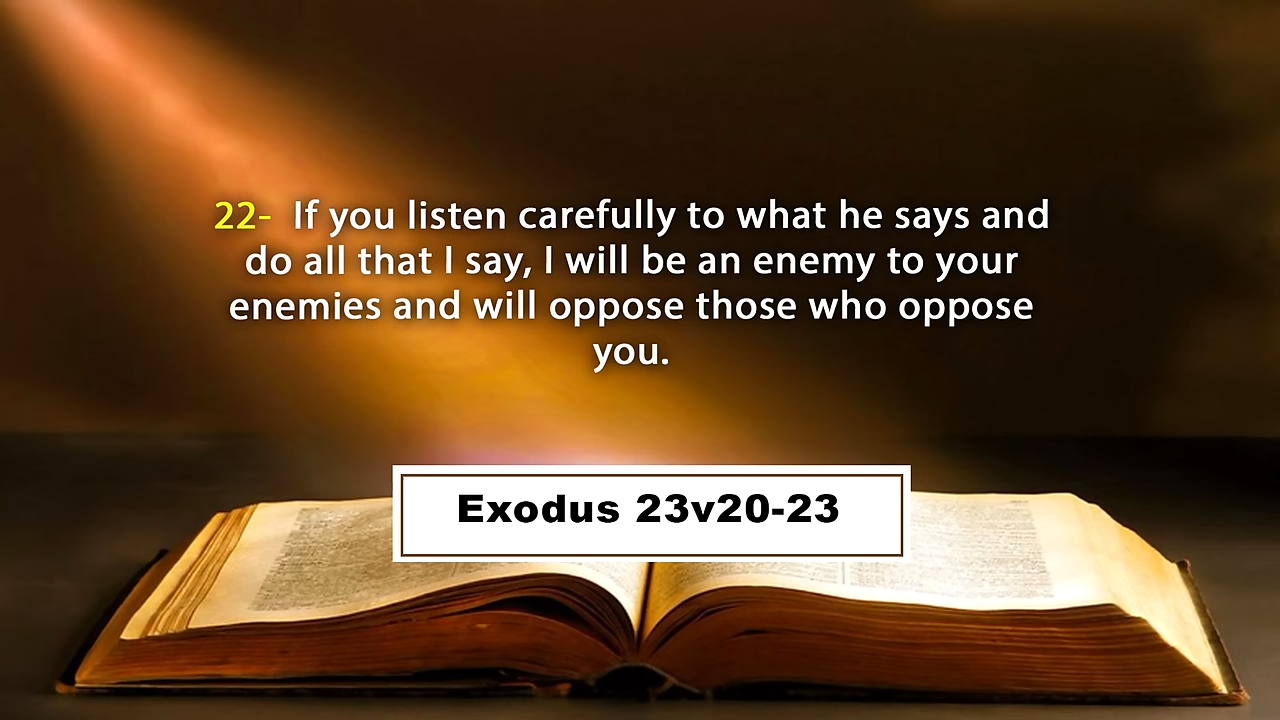 22- If you listen carefully to what he says and
do all that I say, I will be an enemy to your
enemies and will oppose those who oppose
you.
Exodus 23v20-23